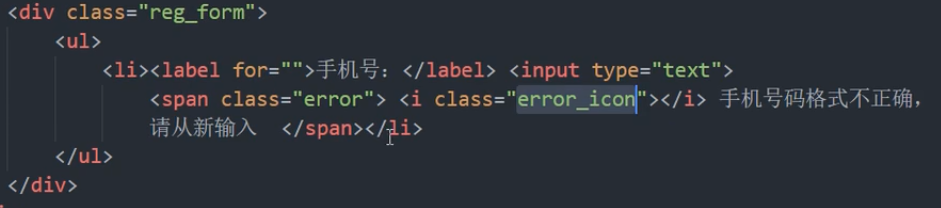 <div class="reg_form">
<ul>
<li><label for="">手机号：</label> <input type="text">
<span class="error"> <i class="error_icon"></i> 手机号码格式不正确，
请从新输入  </span></li>
</ul>
</div>